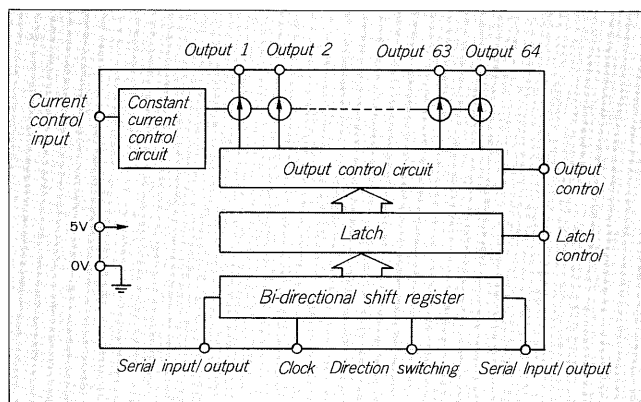 Output 1 Output 2 Output 63 Output 64
Current
control
input
Constant
current
control
circuit
Output control circuit
Output
control
5V
Latch
Latch
control
0V
Bi-directional shift register
Serial input/output Clock Direction switching Serial Input/output